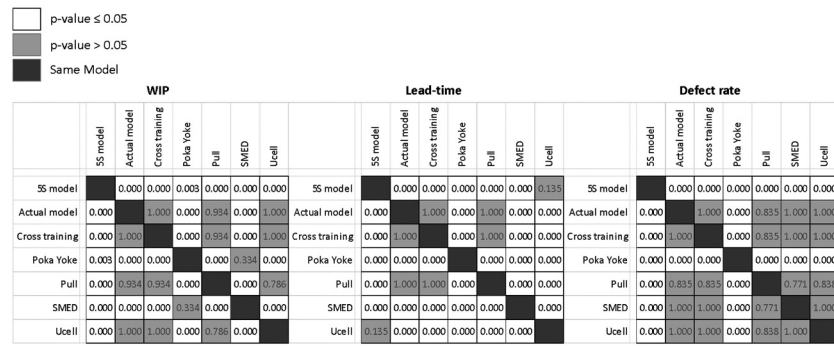 p-value ≤ 0.05
p-value > 0.05
Same Model
WIP Lead-time Defect rate
5S model Actual model Cross training Poka Yoke Pull SMED Ucell 5S model Actual model Cross training Poka Yoke Pull SMED Ucell 5S model Actual model Cross training Poka Yoke Pull SMED Ucell
5S model 0.000 0.000 0.003 0.000 0.000 0.000 5S model 0.000 0.000 0.000 0.000 0.000 0.135 5S model 0.000 0.000 0.000 0.000 0.000 0.000
Actual model 0.000 1.000 0.000 0.934 0.000 1.000 Actual model 0.000 1.000 0.000 1.000 0.000 0.000 Actual model 0.000 1.000 0.000 0.835 1.000 1.000
Cross training 0.000 1.000 0.000 0.934 0.000 1.000 Cross training 0.000 1.000 0.000 1.000 0.000 0.000 Cross training 0.000 1.000 0.000 0.835 1.000 1.000
Poka Yoke 0.003 0.000 0.000 0.000 0.334 0.000 Poka Yoke 0.000 0.000 0.000 0.000 0.000 0.000 Poka Yoke 0.000 0.000 0.000 0.000 0.000 0.000
Pull 0.000 0.934 0.934 0.000 0.000 0.786 Pull 0.000 1.000 1.000 0.000 0.000 0.000 Pull 0.000 0.835 0.835 0.000 0.771 0.838
SMED 0.000 0.000 0.000 0.334 0.000 0.000 SMED 0.000 0.000 0.000 0.000 0.000 0.000 SMED 0.000 1.000 1.000 0.000 0.771 1.000
Ucell 0.000 1.000 1.000 0.000 0.786 0.000 Ucell 0.135 0.000 0.000 0.000 0.000 0.000 Ucell 0.000 1.000 1.000 0.000 0.838 1.000